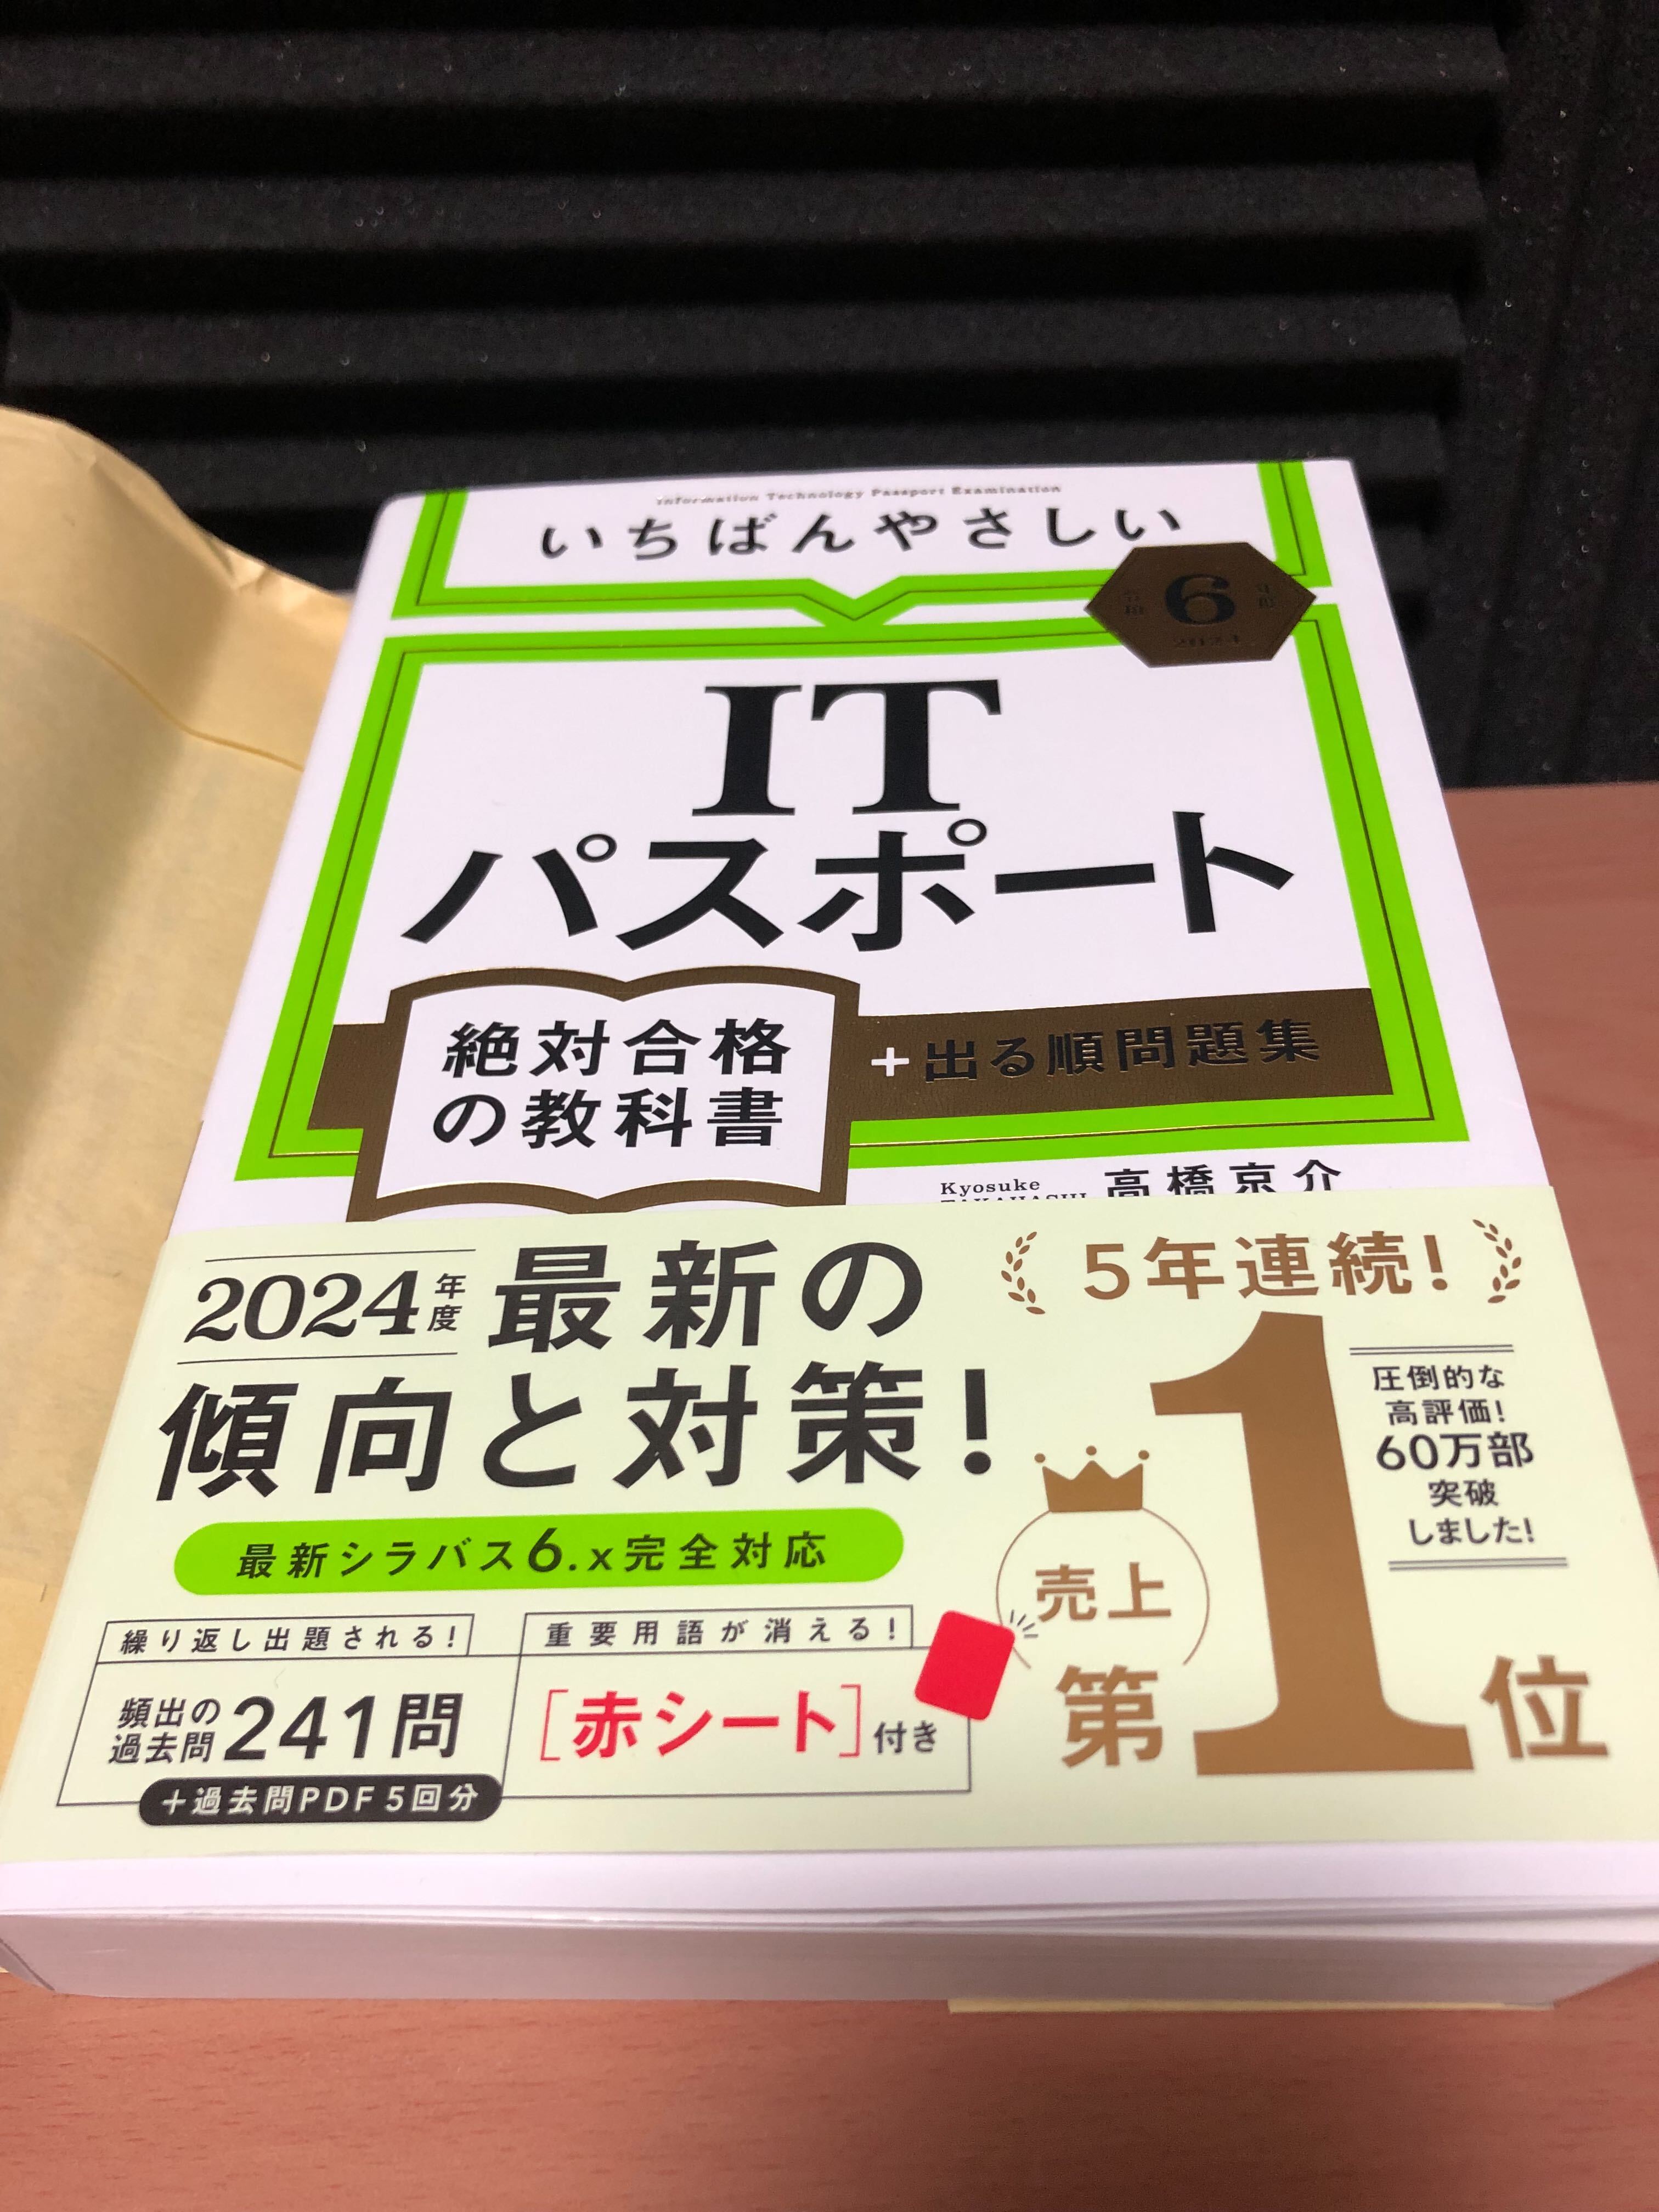 Information Technology Passport Examination
いちばんやさしい
令和 6 年度
2024
IT
パスポート
絶対合格
の教科書
+出る順問題集
Kyosuke
TAKAHASHI
高橋京介
2024年度 最新の
傾向と対策!
最新シラバス6.x完全対応
繰り返し出題される!
頻出の
過去問 241問
+過去問PDF 5回分
重要用語が消える!
[赤シート]付き
5年連続!
売上
第1位
圧倒的な
高評価!
60万部
突破
しました!